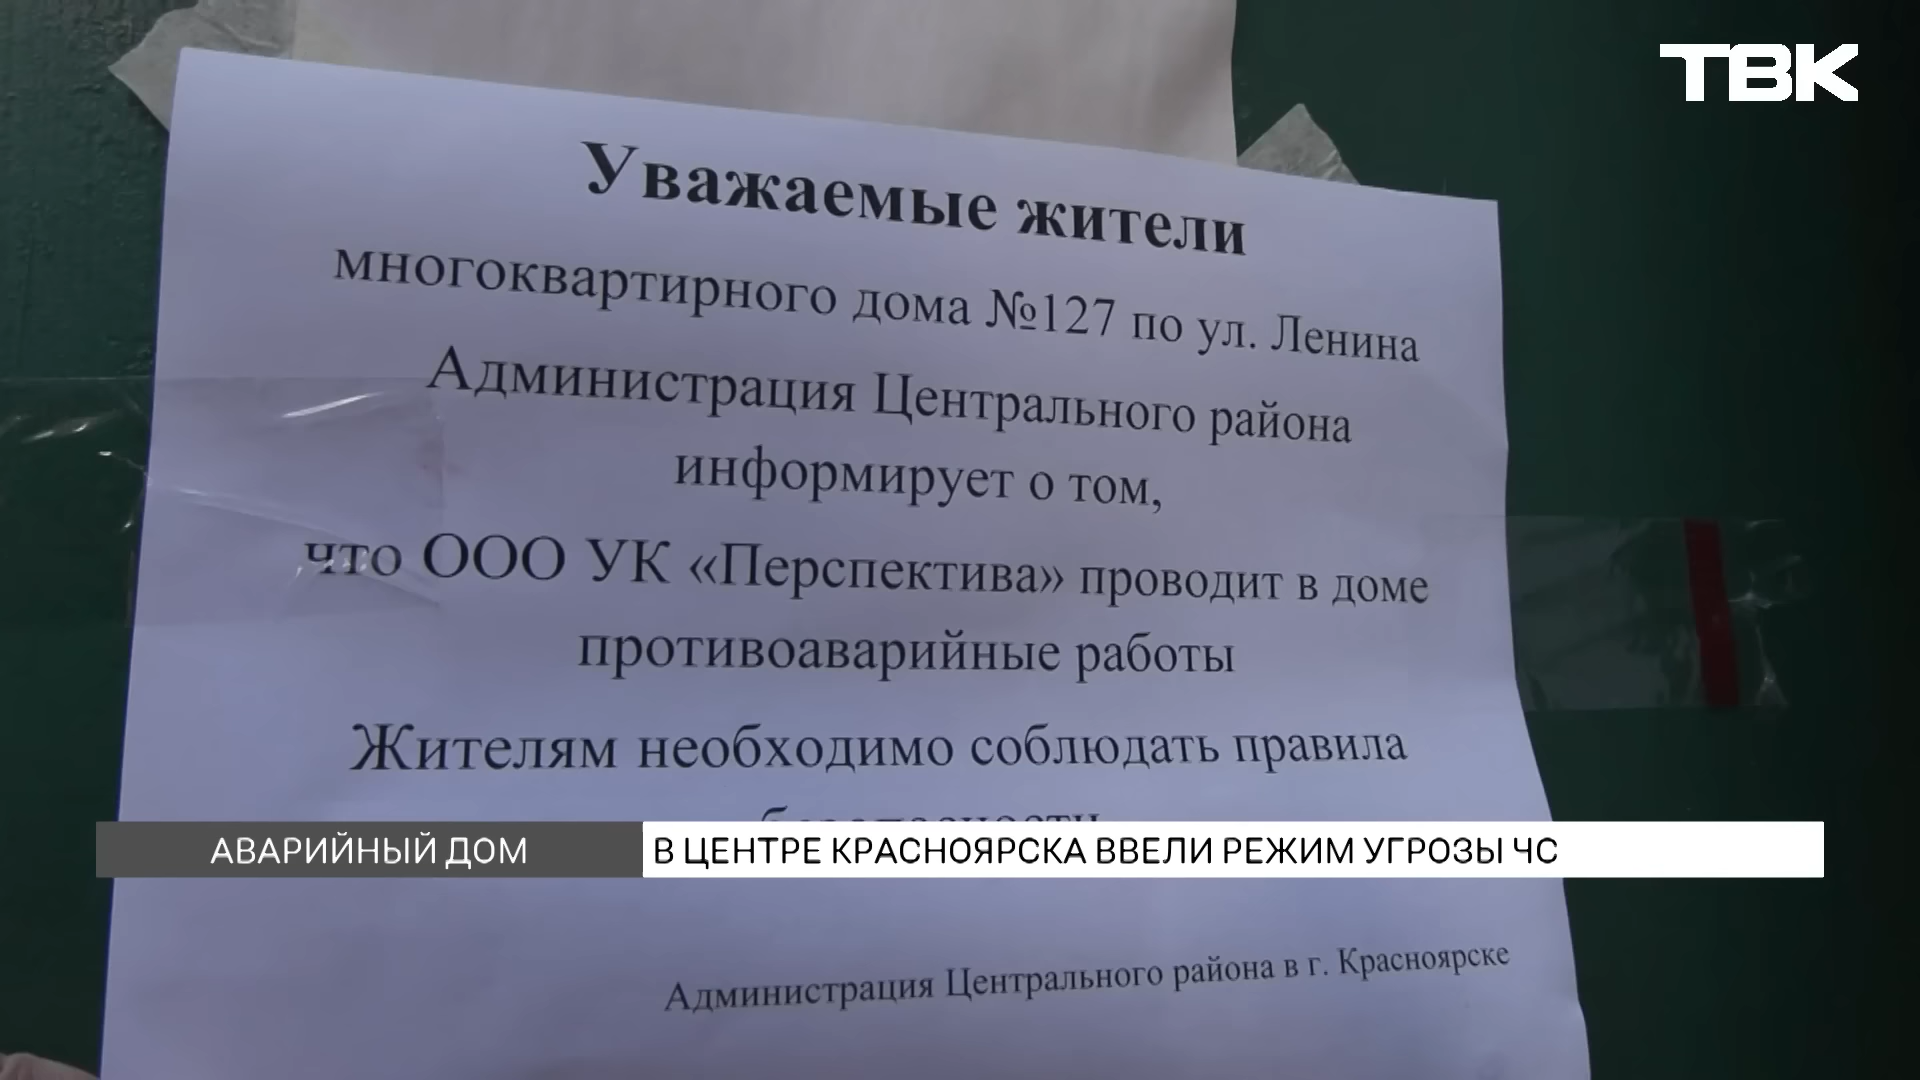 ТВК
Уважаемые жители
многоквартирного дома №127 по ул. Ленина
Администрация Центрального района
информирует о том,
что ООО УК «Перспектива» проводит в доме
противоаварийные работы
Жителям необходимо соблюдать правила
безопасности
АВАРИЙНЫЙ ДОМ
В ЦЕНТРЕ КРАСНОЯРСКА ВВЕЛИ РЕЖИМ УГРОЗЫ ЧС
Администрация Центрального района в г. Красноярске